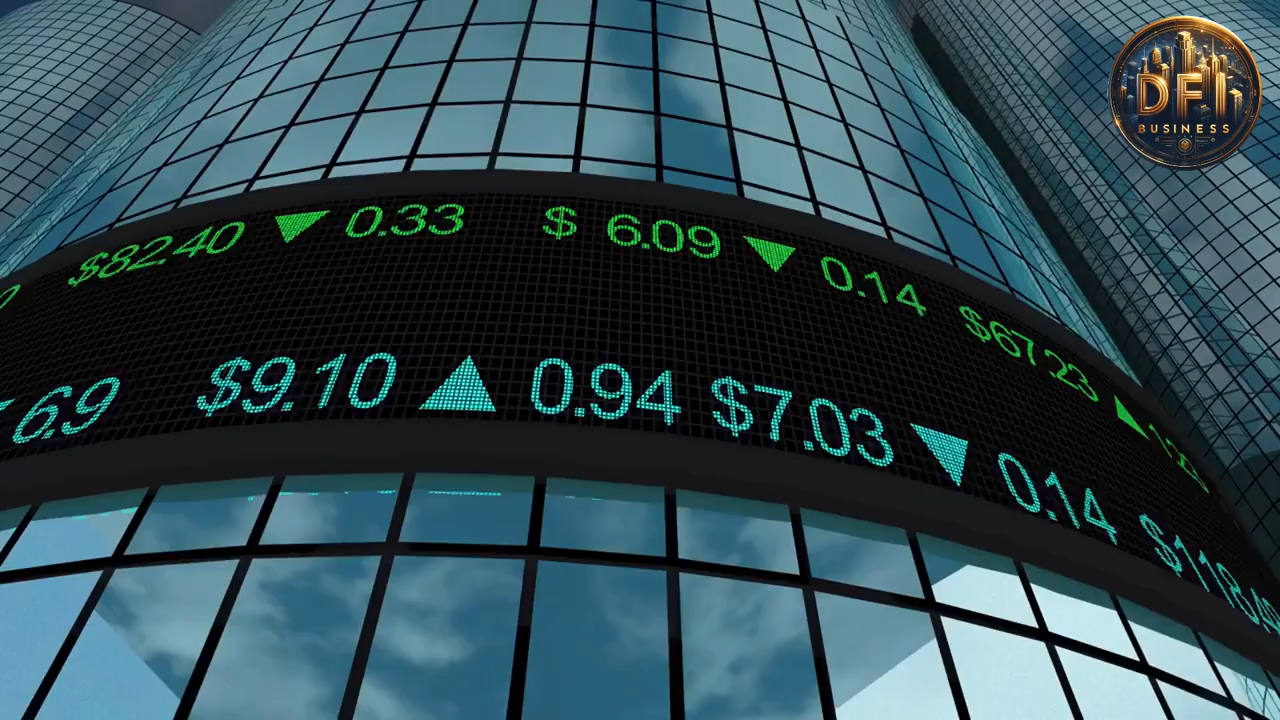 DFI
BUSINESS
$82.40 ▼ 0.33 $ 6.09 ▼ 0.14 $67.23 ▲
6.9 $9.10 ▲ 0.94 $7.03 ▼ 0.14